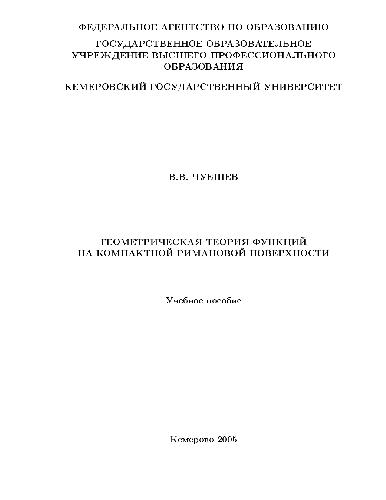 ФЕДЕРАЛЬНОЕ АГЕНТСТВО ПО ОБРАЗОВАНИЮ
ГОСУДАРСТВЕННОЕ ОБРАЗОВАТЕЛЬНОЕ
УЧРЕЖДЕНИЕ ВЫСШЕГО ПРОФЕССИОНАЛЬНОГО
ОБРАЗОВАНИЯ
КЕМЕРОВСКИЙ ГОСУДАРСТВЕННЫЙ УНИВЕРСИТЕТ
В.В. ЧУЕШЕВ
ГЕОМЕТРИЧЕСКАЯ ТЕОРИЯ ФУНКЦИЙ
НА КОМПАКТНОЙ РИМАНОВОЙ ПОВЕРХНОСТИ
Учебное пособие
Кемерово 2005